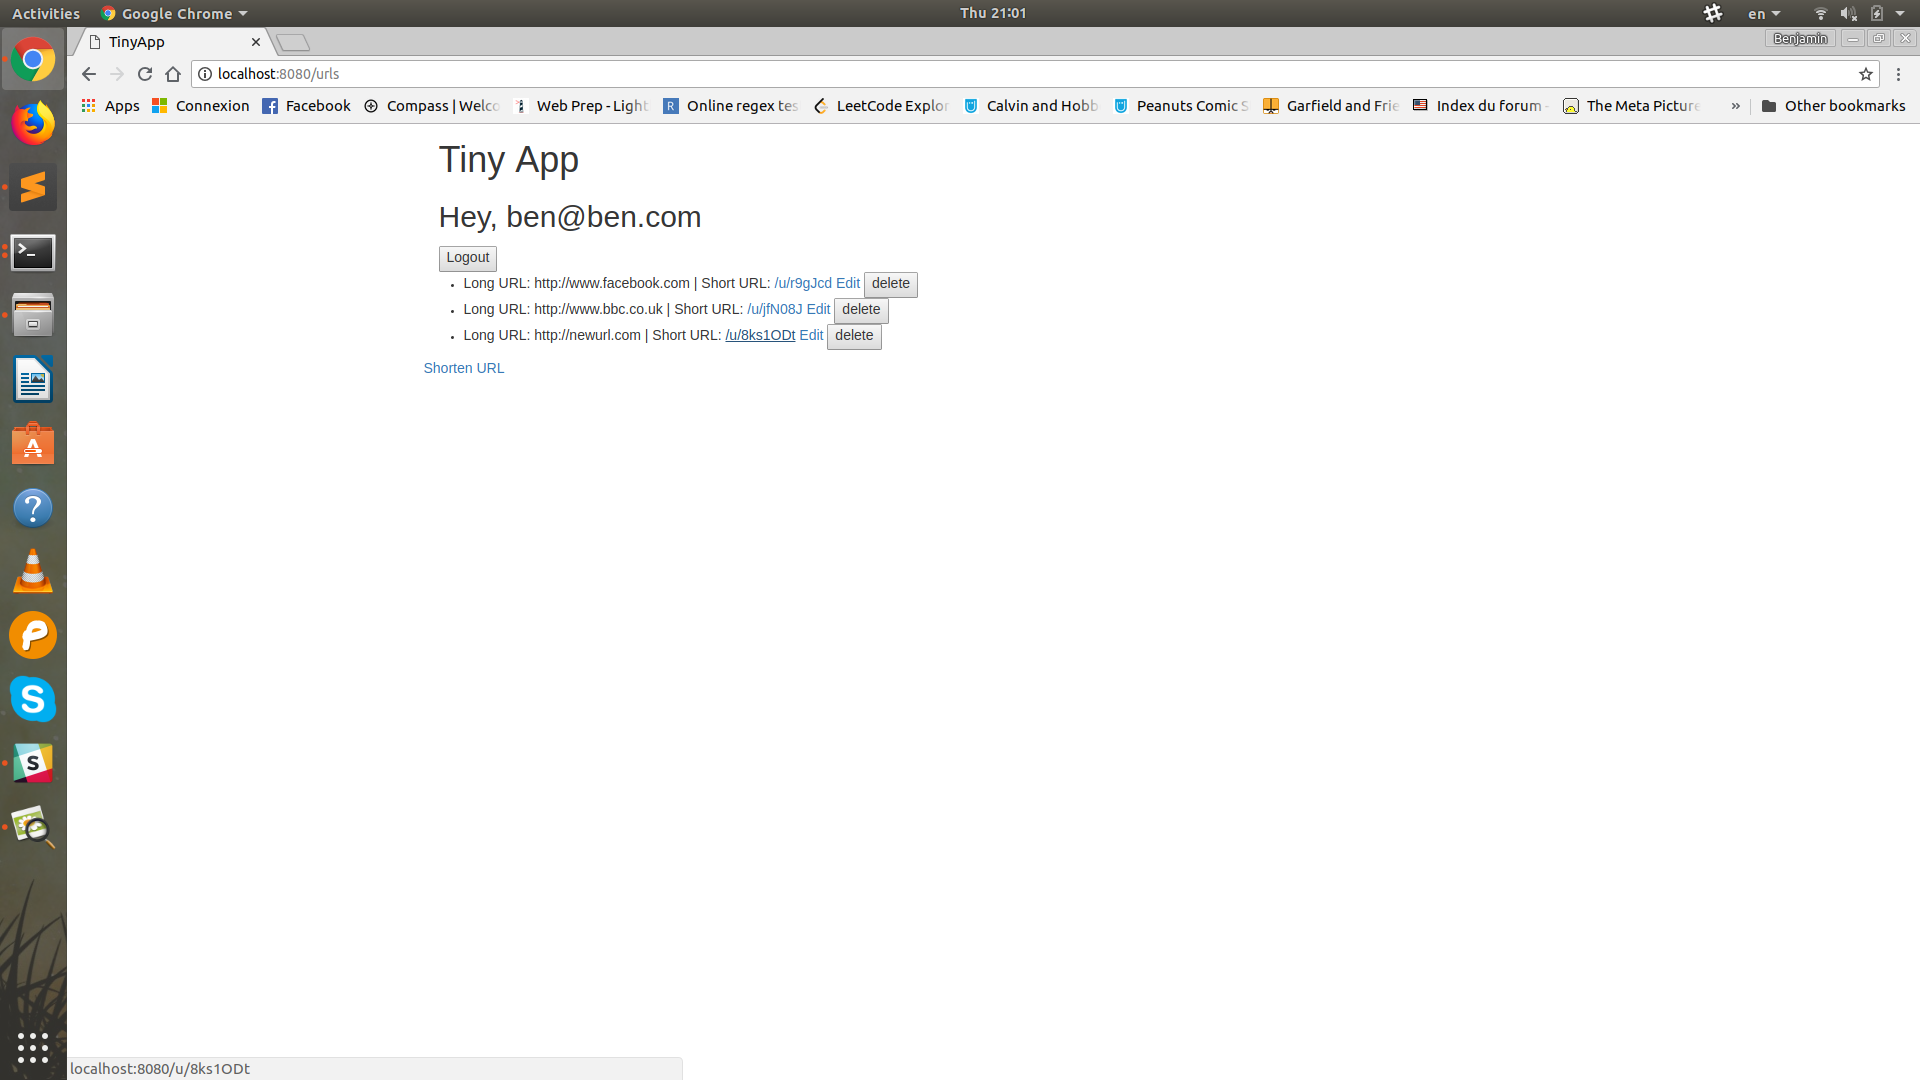 Activities Google Chrome Thu 21:01 en
TinyApp Benjamin
localhost:8080/urls
Apps Connexion Facebook Compass | Welco Web Prep - Light Online regex tes LeetCode Explor Calvin and Hobb Peanuts Comic S Garfield and Frie Index du forum - The Meta Picture » Other bookmarks
Tiny App
Hey, ben@ben.com
Logout
• Long URL: http://www.facebook.com | Short URL: /u/r9gJcd Edit delete
• Long URL: http://www.bbc.co.uk | Short URL: /u/jfN08J Edit delete
• Long URL: http://newurl.com | Short URL: /u/8ks1ODt Edit delete
Shorten URL
localhost:8080/u/8ks1ODt